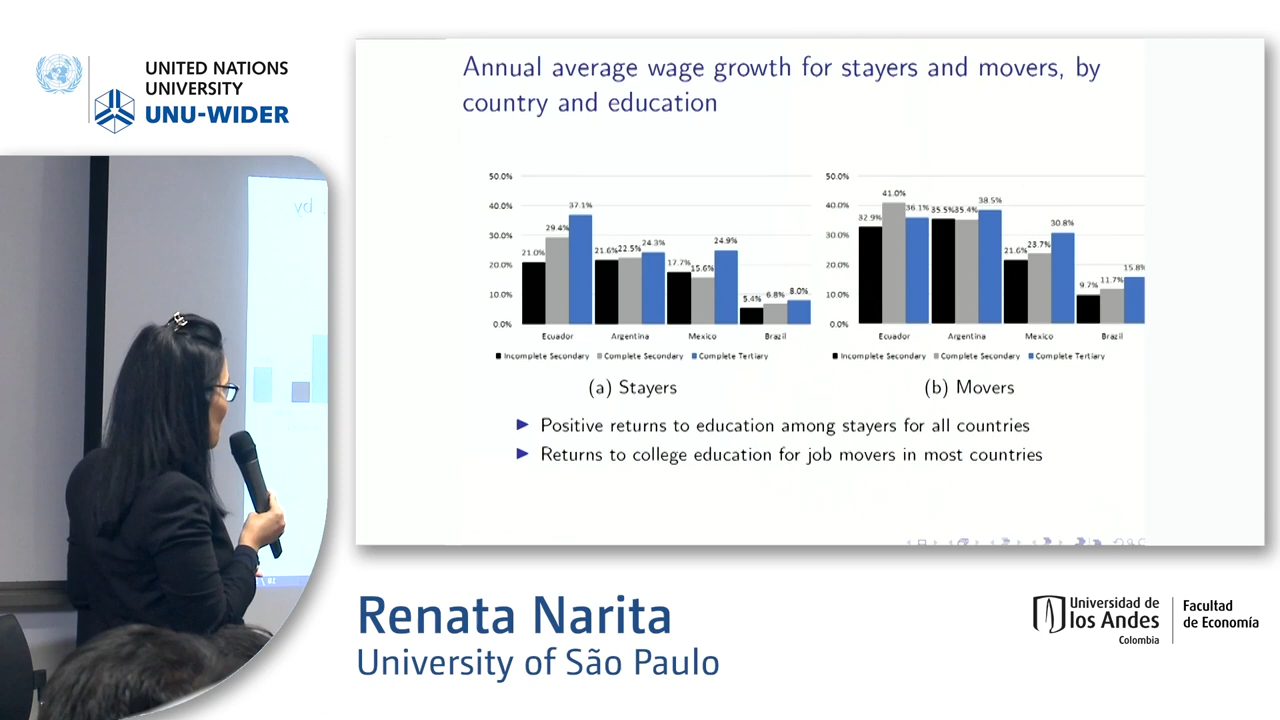 UNITED NATIONS
UNIVERSITY
UNU-WIDER
Annual average wage growth for stayers and movers, by
country and education
50.0%
40.0%
30.0%
20.0%
10.0%
0.0%
21.0%
29.4%
37.1%
21.6%
22.5%
24.3%
17.7%
15.6%
24.9%
5.4%
6.8%
8.0%
Ecuador Argentina Mexico Brazil
Incomplete Secondary Complete Secondary Complete Tertiary
(a) Stayers
50.0%
40.0%
30.0%
20.0%
10.0%
0.0%
32.9%
41.0%
36.1%
35.5%
35.4%
38.5%
21.6%
23.7%
30.8%
9.7%
11.7%
15.8%
Ecuador Argentina Mexico Brazil
Incomplete Secondary Complete Secondary Complete Tertiary
(b) Movers
Positive returns to education among stayers for all countries
Returns to college education for job movers in most countries
, by
Renata Narita
University of São Paulo
Universidad de
los Andes
Colombia
Facultad
de Economía